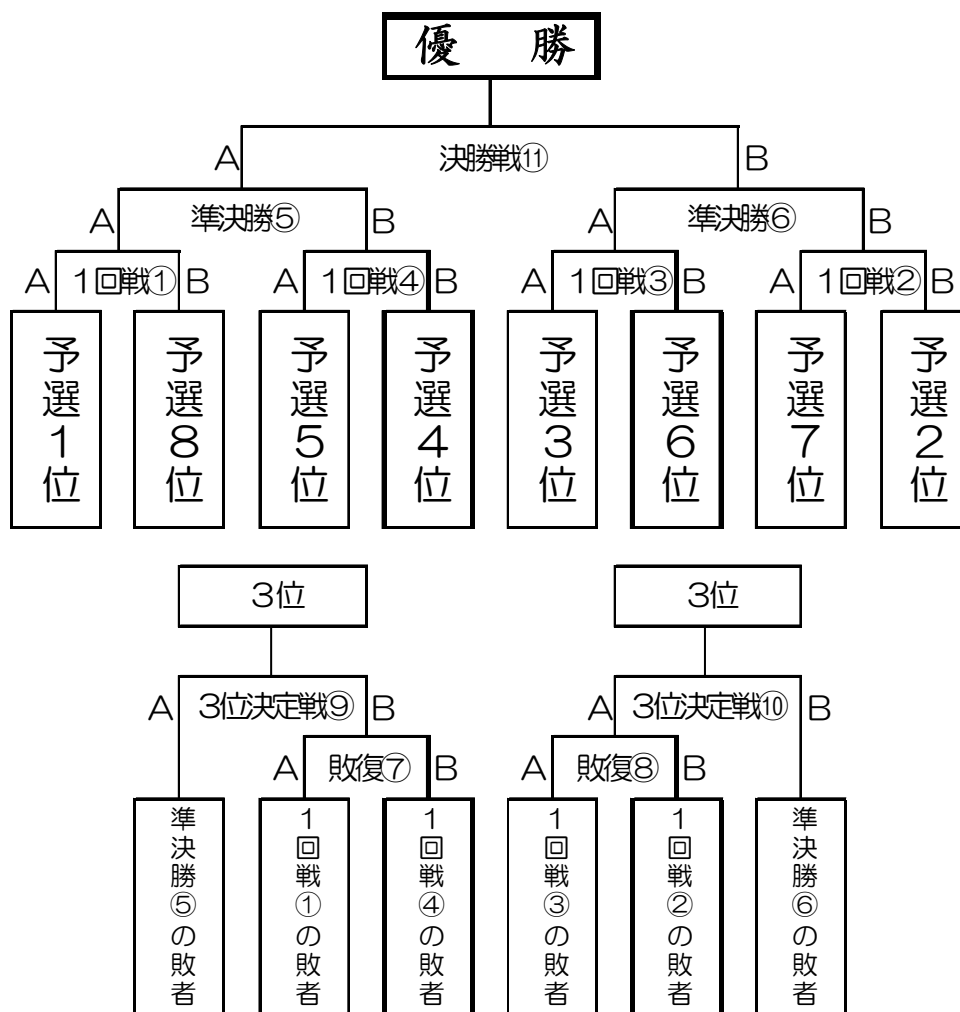 優 勝
A 決勝戦⑪ B
A 準決勝⑤ B A 準決勝⑥ B
A 1回戦① B A 1回戦④ B A 1回戦③ B A 1回戦② B
予選1位
予選8位
予選5位
予選4位
予選3位
予選6位
予選7位
予選2位
3位 3位
A 3位決定戦⑨ B A 3位決定戦⑩ B
A 敗復⑦ B A 敗復⑧ B
準決勝⑤の敗者
1回戦①の敗者
1回戦④の敗者
1回戦③の敗者
1回戦②の敗者
準決勝⑥の敗者